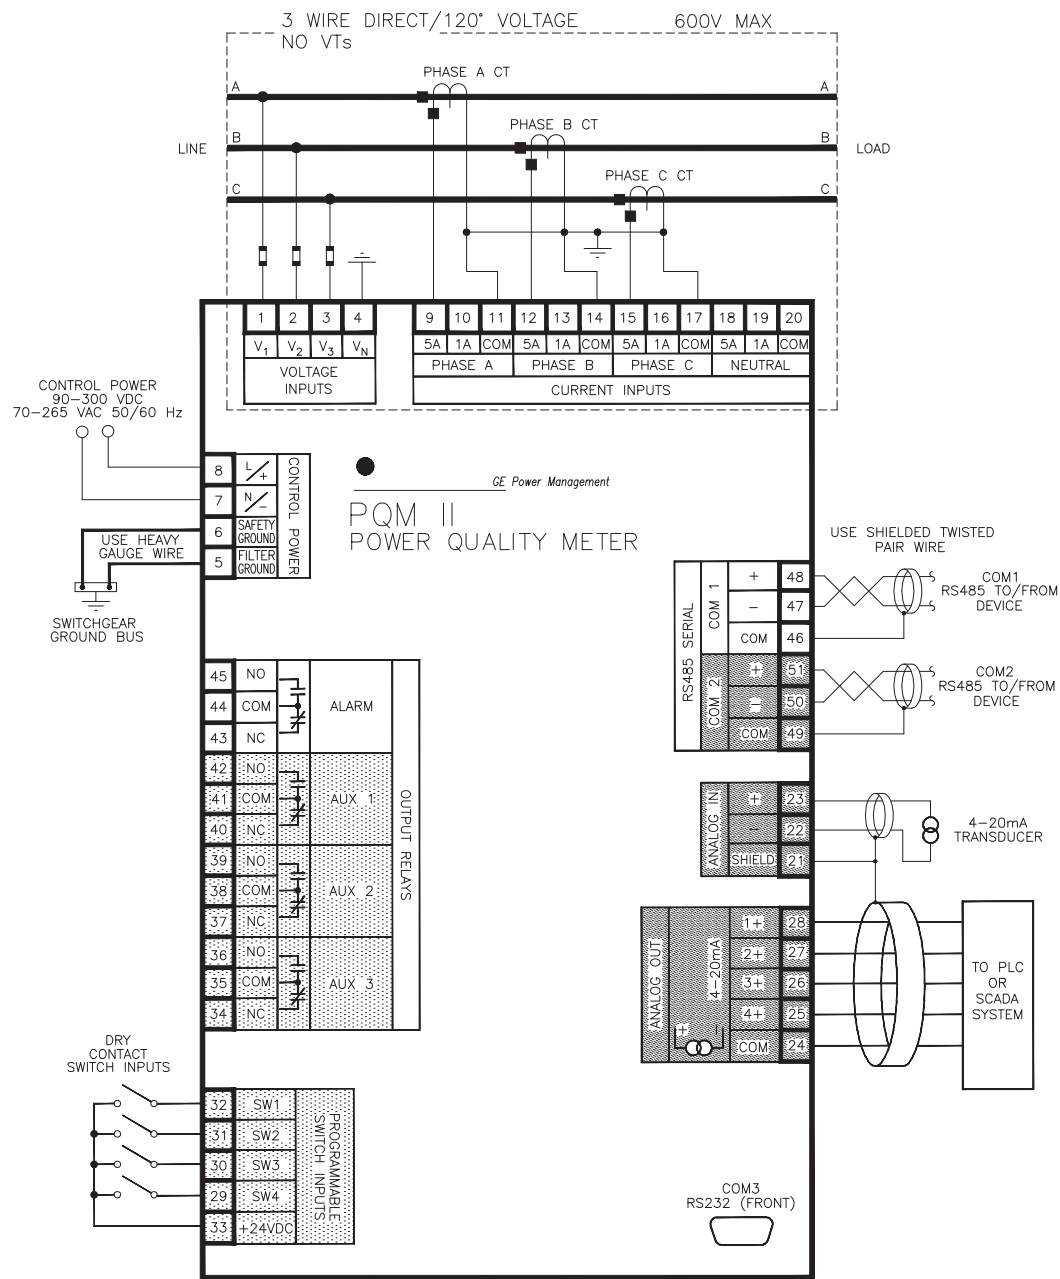 3 WIRE DIRECT/120° VOLTAGE 600V MAX
NO VTs
PHASE A CT
A A
PHASE B CT
LINE B B LOAD
PHASE C CT
C C
1 2 3 4 9 10 11 12 13 14 15 16 17 18 19 20
V1 V2 V3 VN 5A 1A COM 5A 1A COM 5A 1A COM 5A 1A COM
VOLTAGE
INPUTS
PHASE A PHASE B PHASE C NEUTRAL
CURRENT INPUTS
CONTROL POWER
90-300 VDC
70-265 VAC 50/60 Hz
8 L/+
7 N/-
6 SAFETY
GROUND
5 FILTER
GROUND
CONTROL POWER
USE HEAVY
GAUGE WIRE
SWITCHGEAR
GROUND BUS
GE Power Management
PQM II
POWER QUALITY METER
USE SHIELDED TWISTED
PAIR WIRE
RS485 SERIAL
COM 1
+ 48
- 47
COM 46
COM1
RS485 TO/FROM
DEVICE
COM 2
+ 51
- 50
COM 49
COM2
RS485 TO/FROM
DEVICE
45 NO
44 COM
43 NC
ALARM
42 NO
41 COM
40 NC
AUX 1
39 NO
38 COM
37 NC
AUX 2
36 NO
35 COM
34 NC
AUX 3
OUTPUT RELAYS
ANALOG IN
+ 23
- 22
SHIELD 21
4-20mA
TRANSDUCER
ANALOG OUT
4-20mA
+ -
1+ 28
2+ 27
3+ 26
4+ 25
COM 24
TO PLC
OR
SCADA
SYSTEM
DRY
CONTACT
SWITCH INPUTS
32 SW1
31 SW2
30 SW3
29 SW4
33 +24VDC
PROGRAMMABLE
SWITCH INPUTS
COM3
RS232 (FRONT)